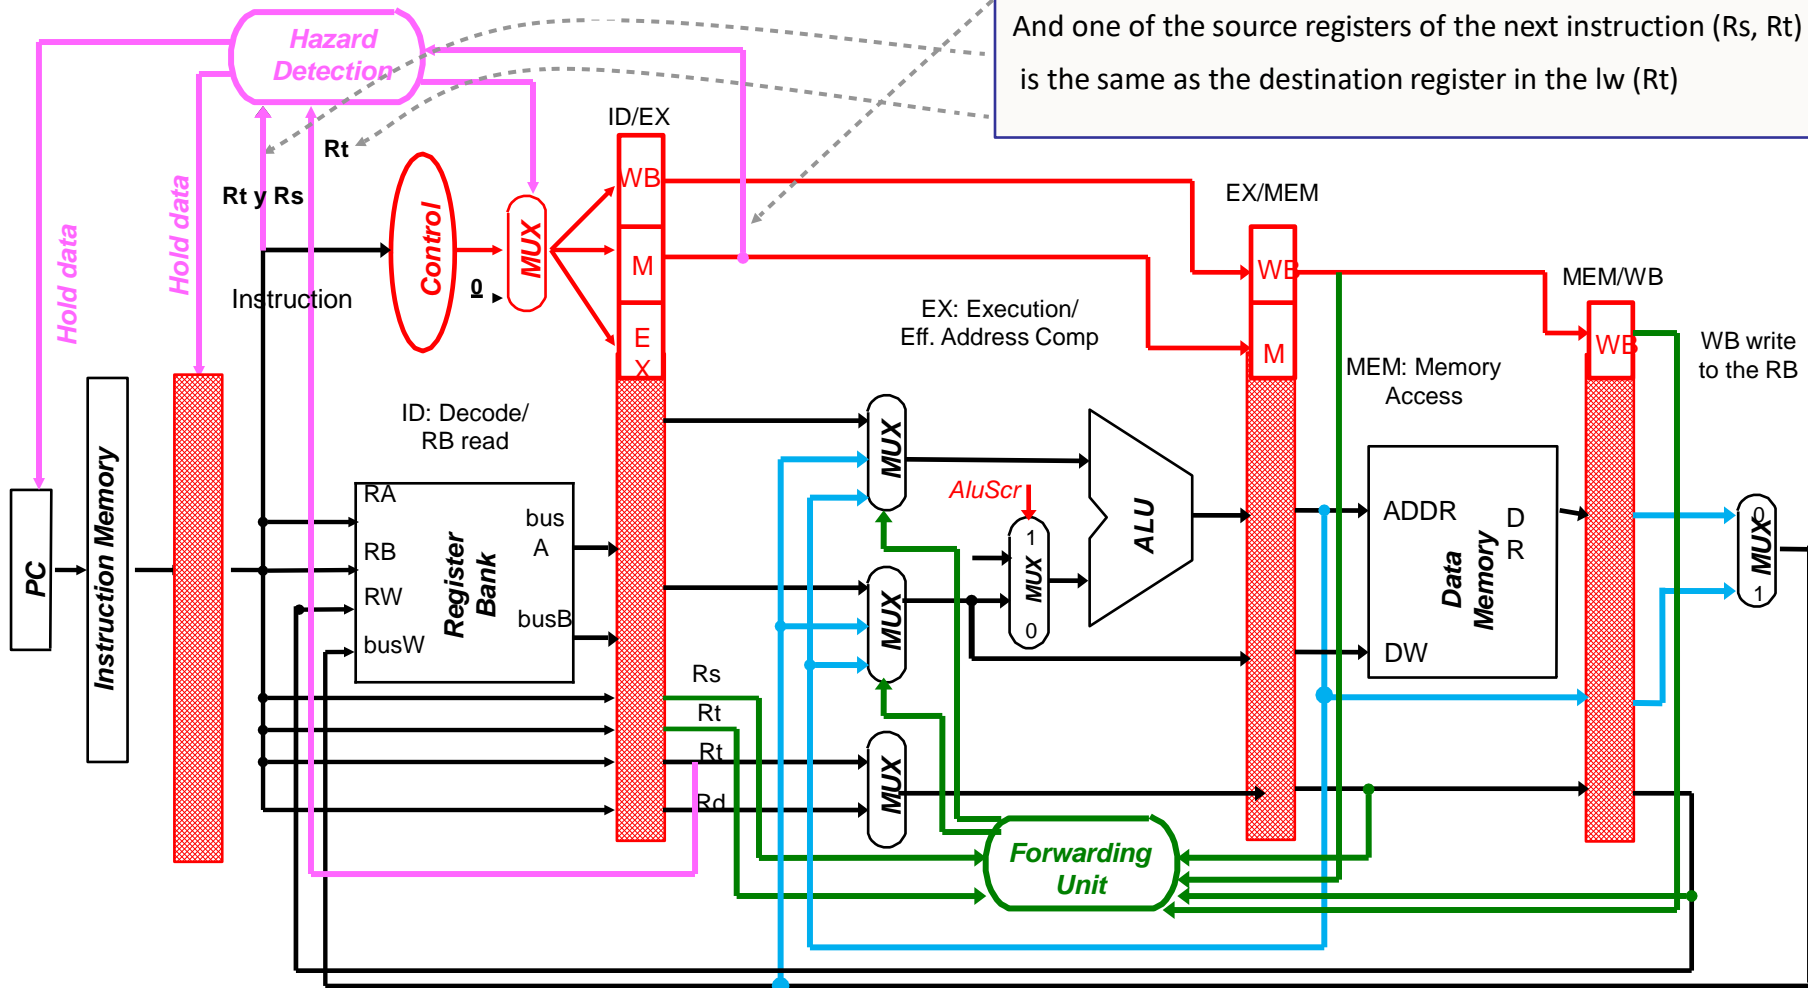 And one of the source registers of the next instruction (Rs, Rt)
is the same as the destination register in the lw (Rt)
Hazard
Detection
ID/EX
Rt
Rt y Rs
Hold data
Hold data
Instruction
Control
MUX
0
WB
M
E
X
EX/MEM
WB
M
MEM/WB
WB
EX: Execution/
Eff. Address Comp
MEM: Memory
Access
WB write
to the RB
ID: Decode/
RB read
PC
Instruction Memory
RA
RB
RW
busW
Register
Bank
bus
A
busB
MUX
MUX
MUX
AluScr
1
MUX
0
ALU
ADDR
D
R
Data
Memory
DW
0
MUX
1
Rs
Rt
Rt
Rd
Forwarding
Unit